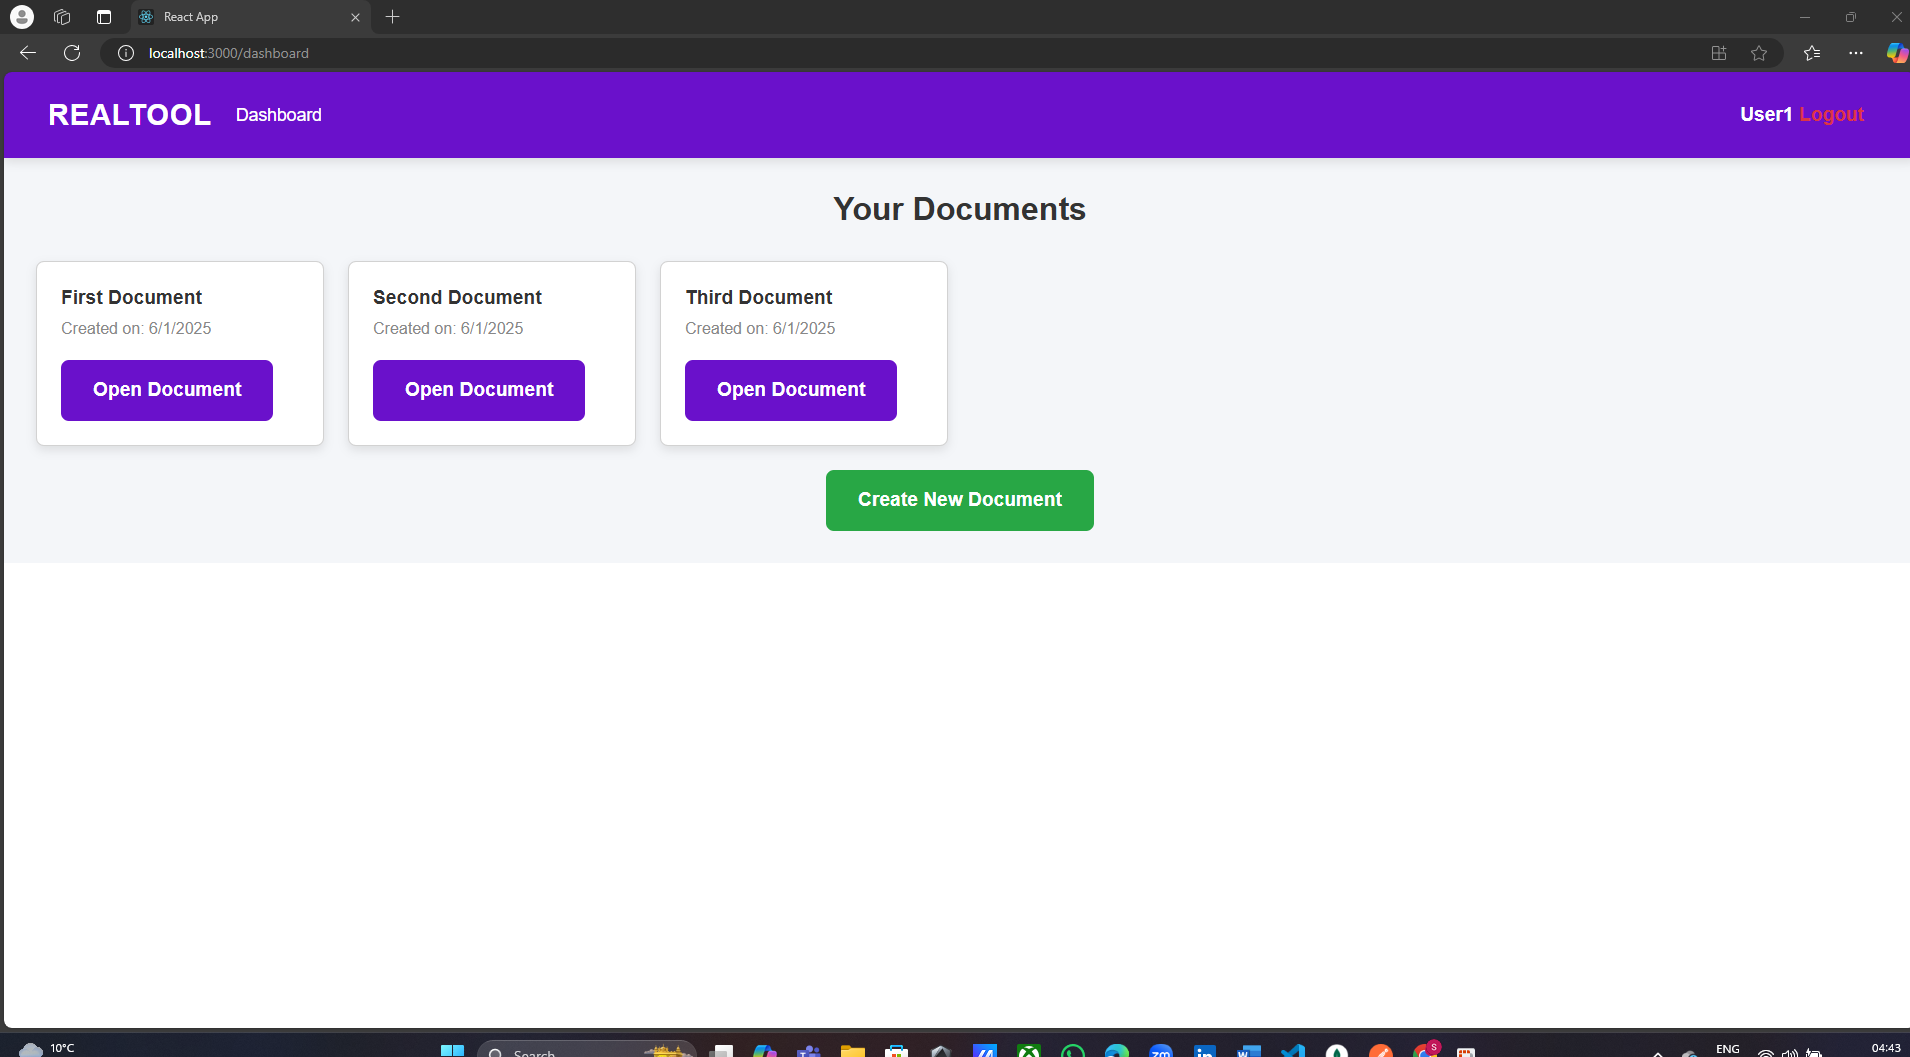 React App
localhost:3000/dashboard
REALTOOL Dashboard User1 Logout
Your Documents
First Document Second Document Third Document
Created on: 6/1/2025 Created on: 6/1/2025 Created on: 6/1/2025
Open Document Open Document Open Document
Create New Document
10°C Search ENG 04:43